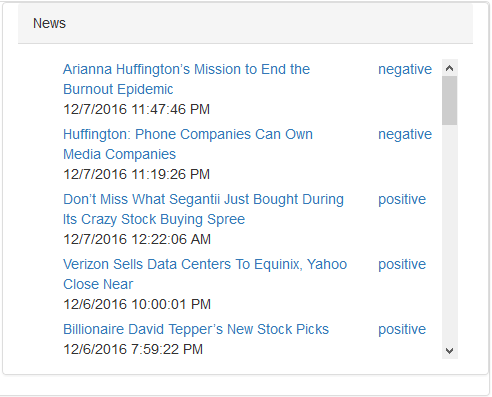 News
Arianna Huffington's Mission to End the negative
Burnout Epidemic
12/7/2016 11:47:46 PM
Huffington: Phone Companies Can Own negative
Media Companies
12/7/2016 11:19:26 PM
Don't Miss What Segantii Just Bought During positive
Its Crazy Stock Buying Spree
12/7/2016 12:22:06 AM
Verizon Sells Data Centers To Equinix, Yahoo positive
Close Near
12/6/2016 10:00:01 PM
Billionaire David Tepper's New Stock Picks positive
12/6/2016 7:59:22 PM